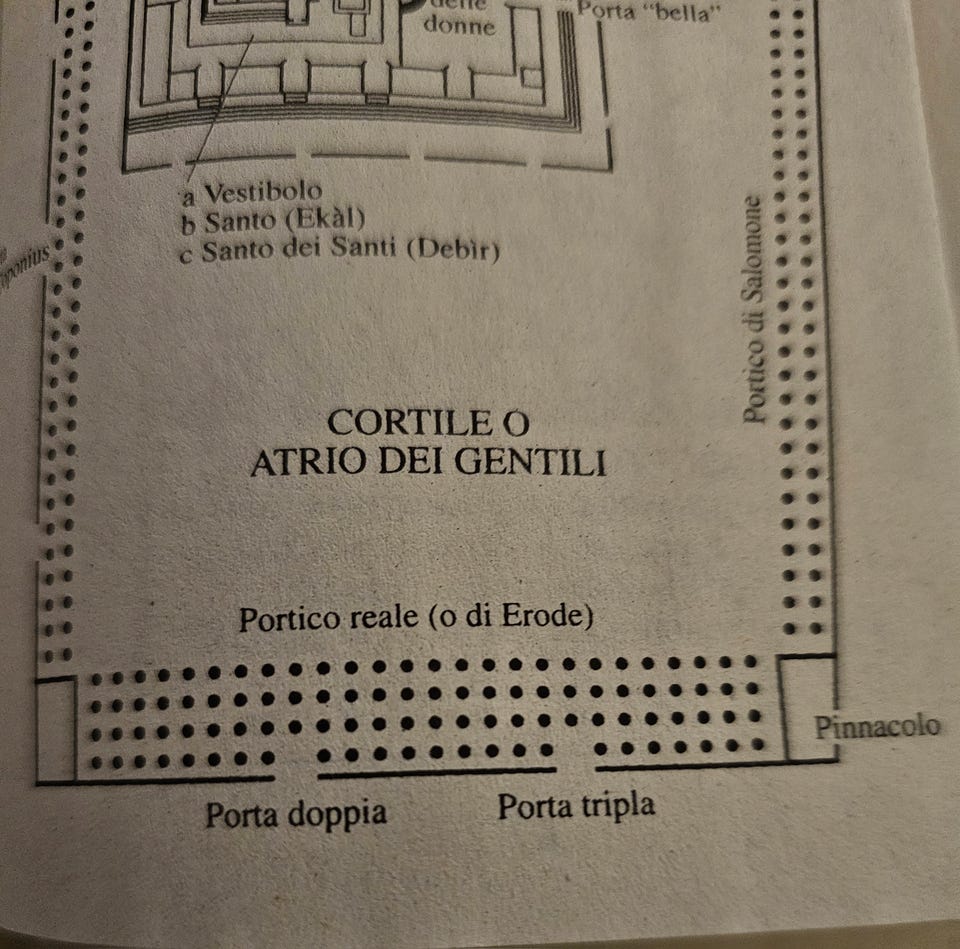 donne
Porta "bella"
a Vestibolo
b Santo (Ekàl)
c Santo dei Santi (Debìr)
Portico di Salomone
CORTILE O
ATRIO DEI GENTILI
Portico reale (o di Erode)
Pinnacolo
Porta doppia
Porta tripla